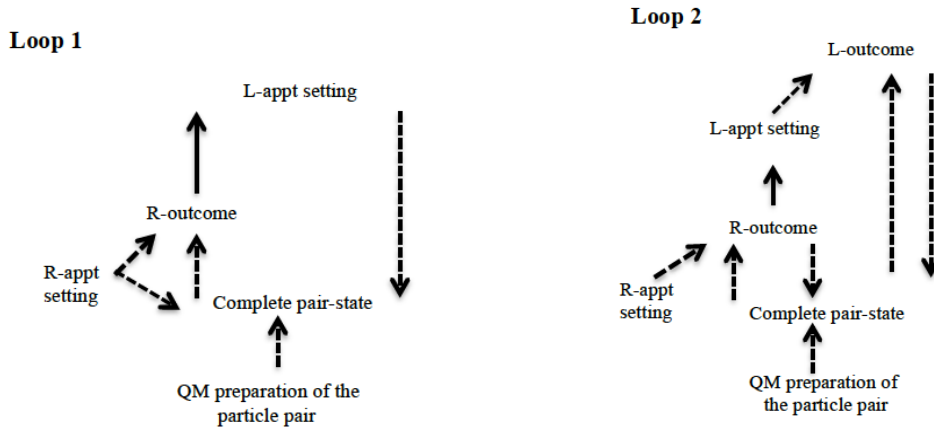 Loop 1
L-appt setting
R-outcome
R-appt
setting
Complete pair-state
QM preparation of the
particle pair
Loop 2
L-outcome
L-appt setting
R-outcome
R-appt
setting
Complete pair-state
QM preparation of
the particle pair